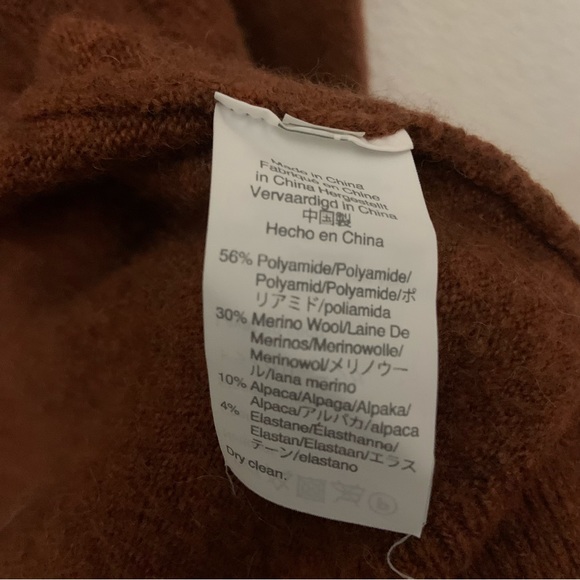 Made in China
Fabriqué en Chine
in China Hergestellt
Vervaardigd in China
中国製
Hecho en China
56% Polyamide/Polyamide/
Polyamid/Polyamide/ポ
リアミド/poliamida
30% Merino Wool/Laine De
Merinos/Merinowolle/
Merinowol/メリノウー
ル/lana merino
10% Alpaca/Alpaga/Alpaka/
Alpaca/アルパカ/alpaca
4% Elastane/Élasthanne/
Elastan/Elastaan/エラス
テーン/elastano
Dry clean.